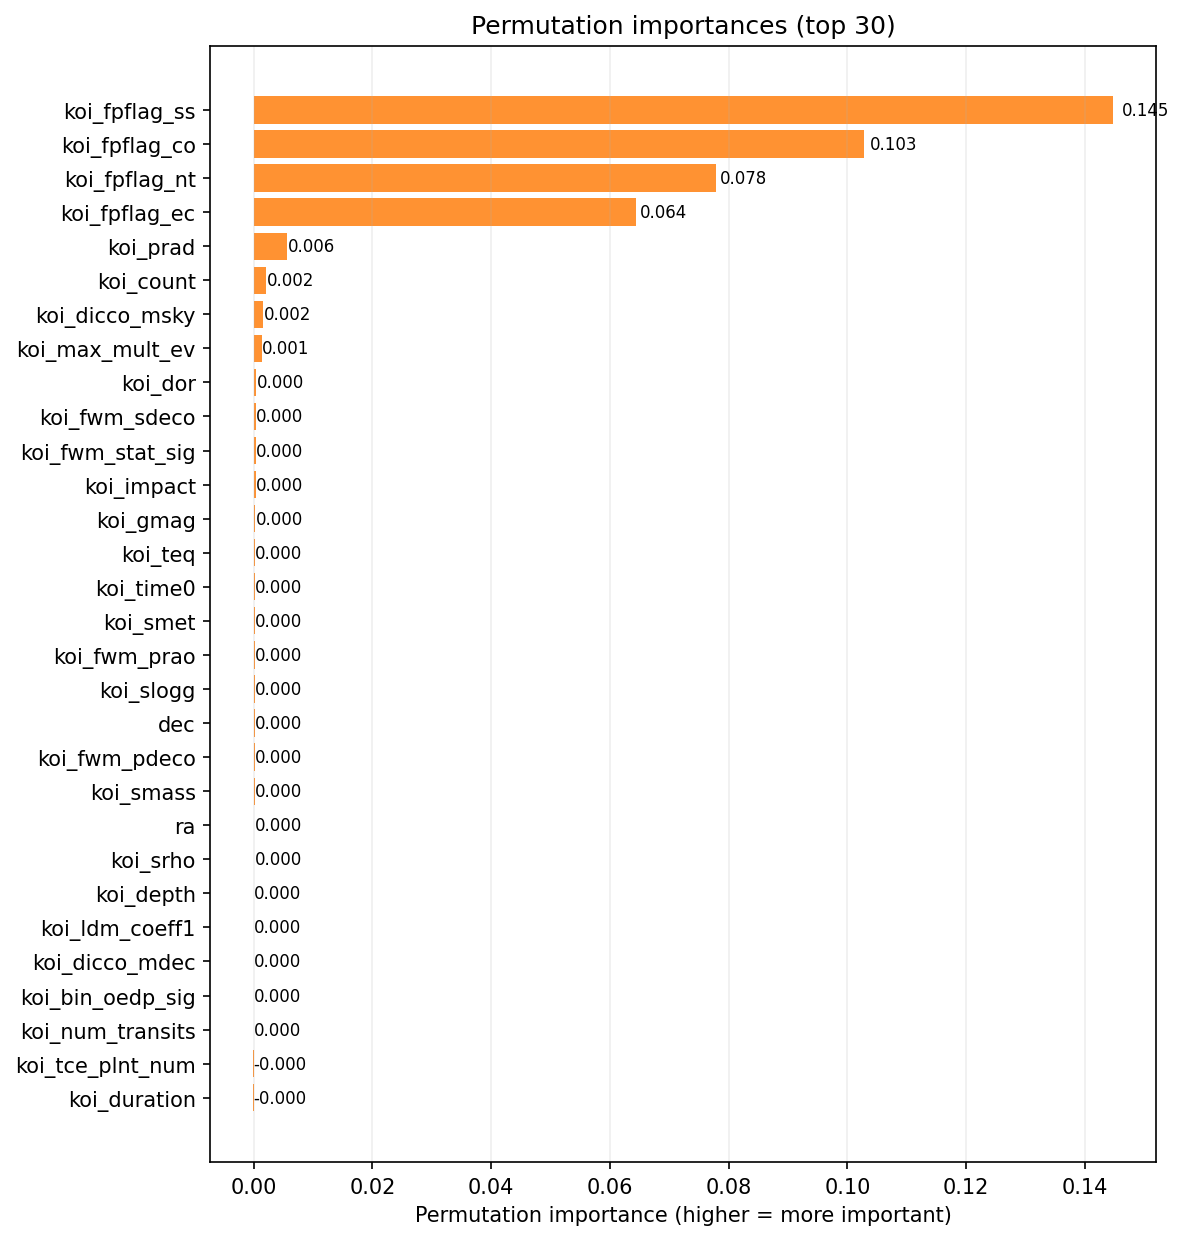 Permutation importances (top 30)
koi_fpflag_ss 0.145
koi_fpflag_co 0.103
koi_fpflag_nt 0.078
koi_fpflag_ec 0.064
koi_prad 0.006
koi_count 0.002
koi_dicco_msky 0.002
koi_max_mult_ev 0.001
koi_dor 0.000
koi_fwm_sdeco 0.000
koi_fwm_stat_sig 0.000
koi_impact 0.000
koi_gmag 0.000
koi_teq 0.000
koi_time0 0.000
koi_smet 0.000
koi_fwm_prao 0.000
koi_slogg 0.000
dec 0.000
koi_fwm_pdeco 0.000
koi_smass 0.000
ra 0.000
koi_srho 0.000
koi_depth 0.000
koi_ldm_coeff1 0.000
koi_dicco_mdec 0.000
koi_bin_oedp_sig 0.000
koi_num_transits 0.000
koi_tce_plnt_num -0.000
koi_duration -0.000
0.00 0.02 0.04 0.06 0.08 0.10 0.12 0.14
Permutation importance (higher = more important)